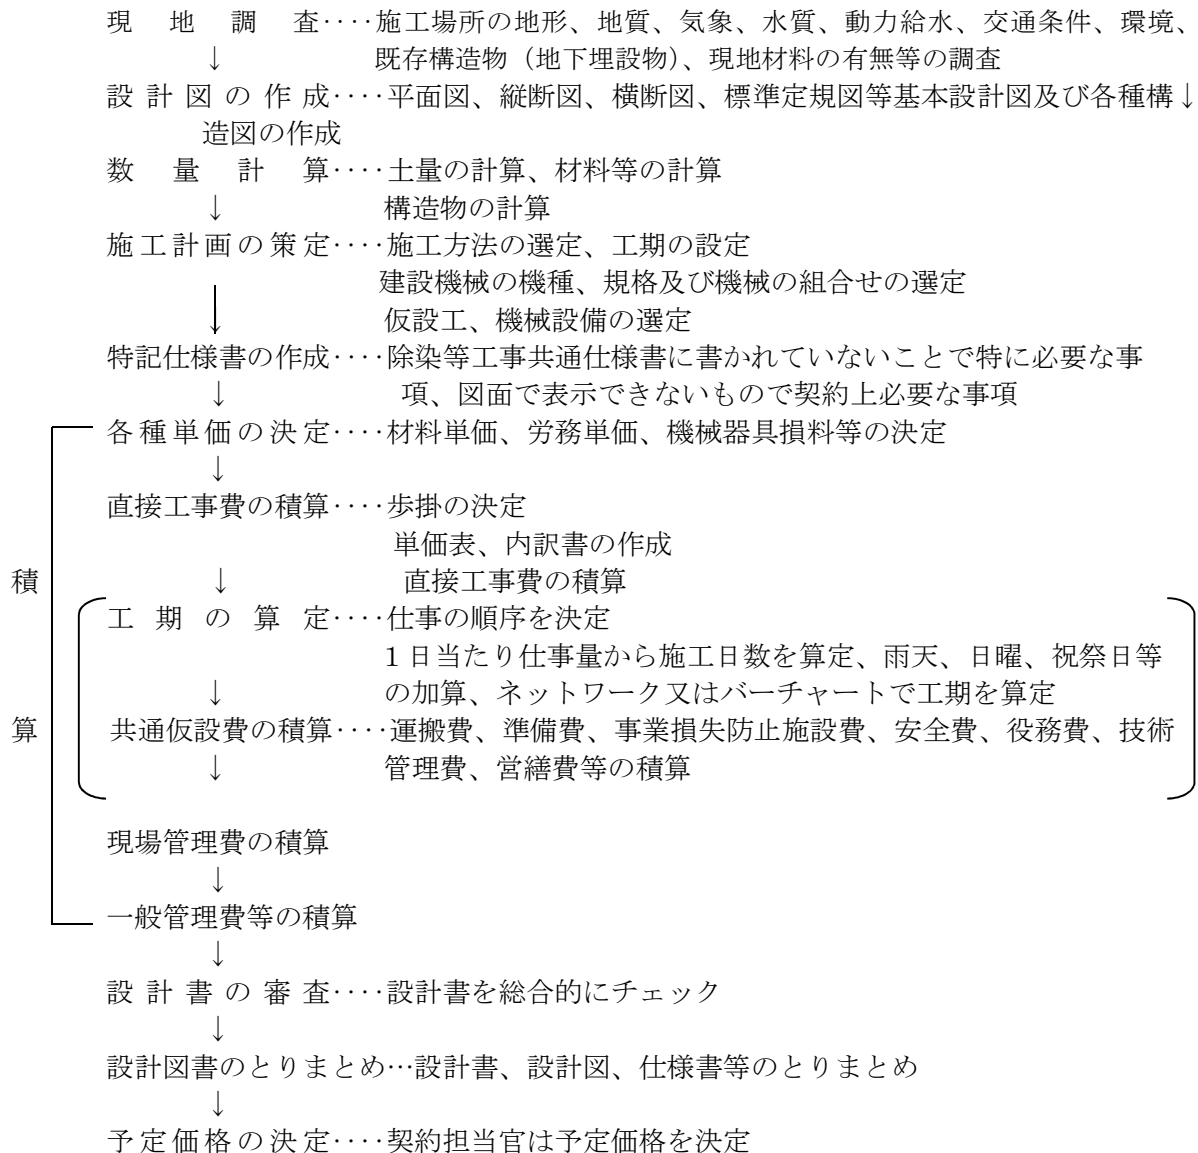 現地調査‥‥施工場所の地形、地質、気象、水質、動力給水、交通条件、環境、
↓ 既存構造物（地下埋設物）、現地材料の有無等の調査
設計図の作成‥‥平面図、縦断図、横断図、標準定規図等基本設計図及び各種構↓
造図の作成
数量計算‥‥土量の計算、材料等の計算
↓ 構造物の計算
施工計画の策定‥‥施工方法の選定、工期の設定
建設機械の機種、規格及び機械の組合せの選定
↓ 仮設工、機械設備の選定
特記仕様書の作成‥‥除染等工事共通仕様書に書かれていないことで特に必要な事
↓ 項、図面で表示できないもので契約上必要な事項
各種単価の決定‥‥材料単価、労務単価、機械器具損料等の決定
↓
直接工事費の積算‥‥歩掛の決定
単価表、内訳書の作成
積 ↓ 直接工事費の積算
工期の算定‥‥仕事の順序を決定
1日当たり仕事量から施工日数を算定、雨天、日曜、祝祭日等
↓ の加算、ネットワーク又はバーチャートで工期を算定
算 共通仮設費の積算‥‥運搬費、準備費、事業損失防止施設費、安全費、役務費、技術
↓ 管理費、営繕費等の積算
現場管理費の積算
↓
一般管理費等の積算
↓
設計書の審査‥‥設計書を総合的にチェック
↓
設計図書のとりまとめ…設計書、設計図、仕様書等のとりまとめ
↓
予定価格の決定‥‥契約担当官は予定価格を決定